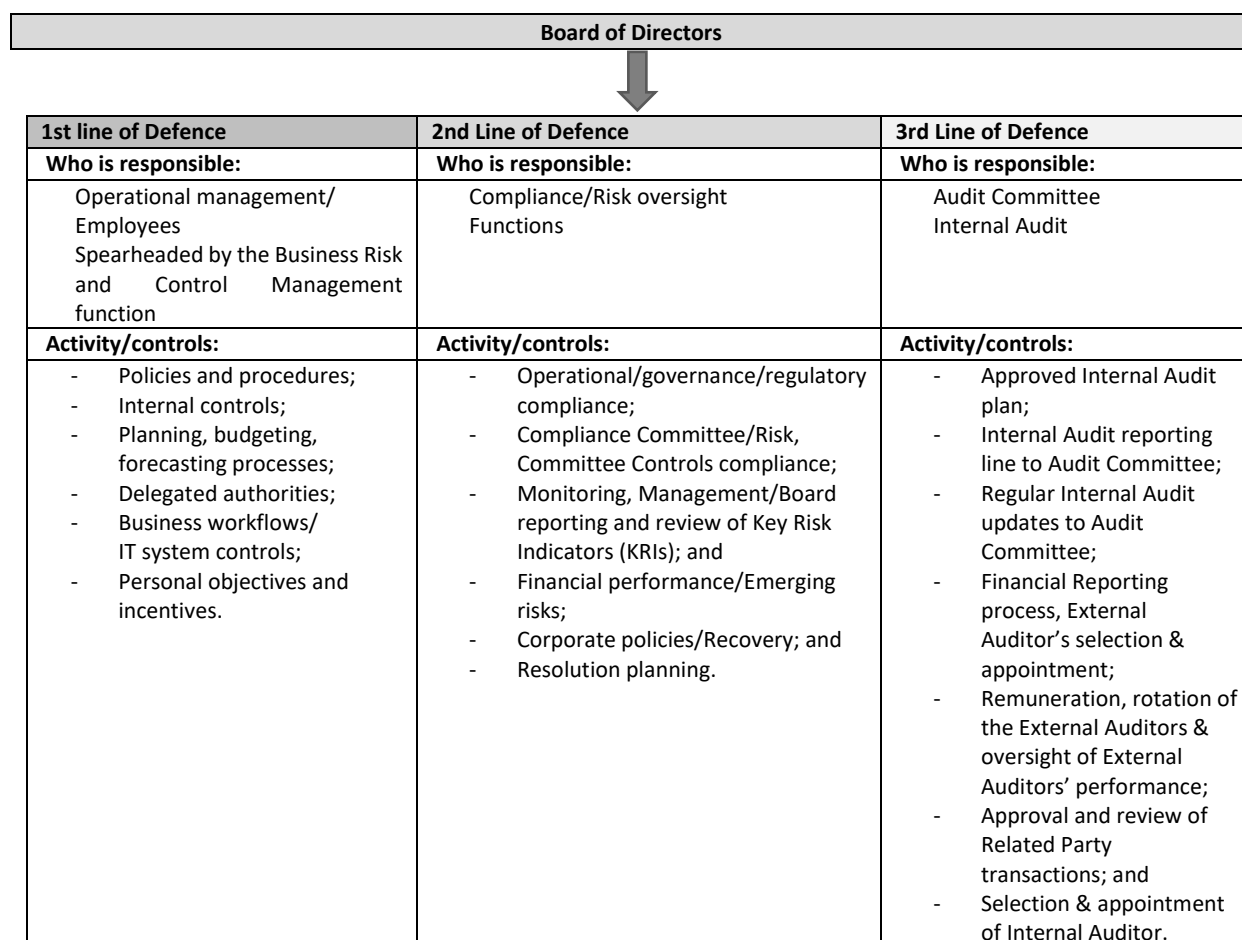 Board of Directors
1st line of Defence
Who is responsible:
Operational management/
Employees
Spearheaded by the Business Risk
and Control Management
function
Activity/controls:
- Policies and procedures;
- Internal controls;
- Planning, budgeting,
forecasting processes;
- Delegated authorities;
- Business workflows/
IT system controls;
- Personal objectives and
incentives.
2nd Line of Defence
Who is responsible:
Compliance/Risk oversight
Functions
Activity/controls:
- Operational/governance/regulatory
compliance;
- Compliance Committee/Risk,
Committee Controls compliance;
- Monitoring, Management/Board
reporting and review of Key Risk
Indicators (KRIs); and
- Financial performance/Emerging
risks;
- Corporate policies/Recovery; and
- Resolution planning.
3rd Line of Defence
Who is responsible:
Audit Committee
Internal Audit
Activity/controls:
- Approved Internal Audit
plan;
- Internal Audit reporting
line to Audit Committee;
- Regular Internal Audit
updates to Audit
Committee;
- Financial Reporting
process, External
Auditor’s selection &
appointment;
- Remuneration, rotation of
the External Auditors &
oversight of External
Auditors’ performance;
- Approval and review of
Related Party
transactions; and
- Selection & appointment
of Internal Auditor.